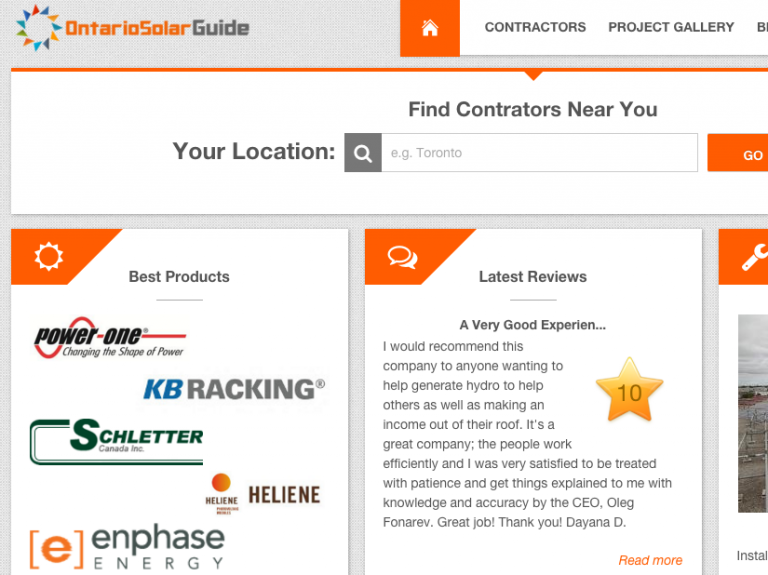 OntarioSolarGuide
CONTRACTORS PROJECT GALLERY
Find Contrators Near You
Your Location: e.g. Toronto GO
Best Products
power-one®
Changing the Shape of Power
KB RACKING®
SCHLETTER
Canada Inc.
HELIENE HELIENE
[e] enphase
ENERGY
Latest Reviews
A Very Good Experien...
I would recommend this
company to anyone wanting to
help generate hydro to help
others as well as making an
income out of their roof. It's a
great company; the people work
efficiently and I was very satisfied to be treated
with patience and get things explained to me with
knowledge and accuracy by the CEO, Oleg
Fonarev. Great job! Thank you! Dayana D.
10
Read more
Instal